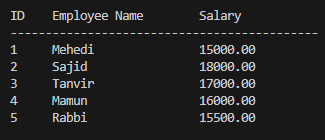 ID    Employee Name        Salary
--------------------------------------------
1     Mehedi               15000.00
2     Sajid                18000.00
3     Tanvir               17000.00
4     Mamun                16000.00
5     Rabbi                15500.00